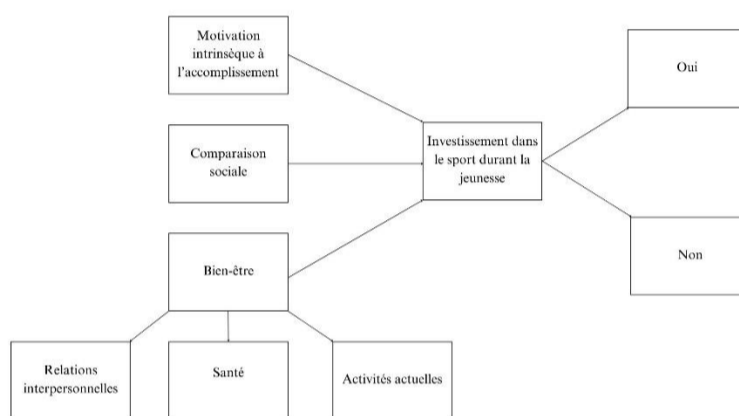 Motivation
intrinsèque à
l'accomplissement
Oui
Comparaison
sociale
Investissement dans
le sport durant la
jeunesse
Bien-être
Non
Relations
interpersonnelles
Santé
Activités actuelles